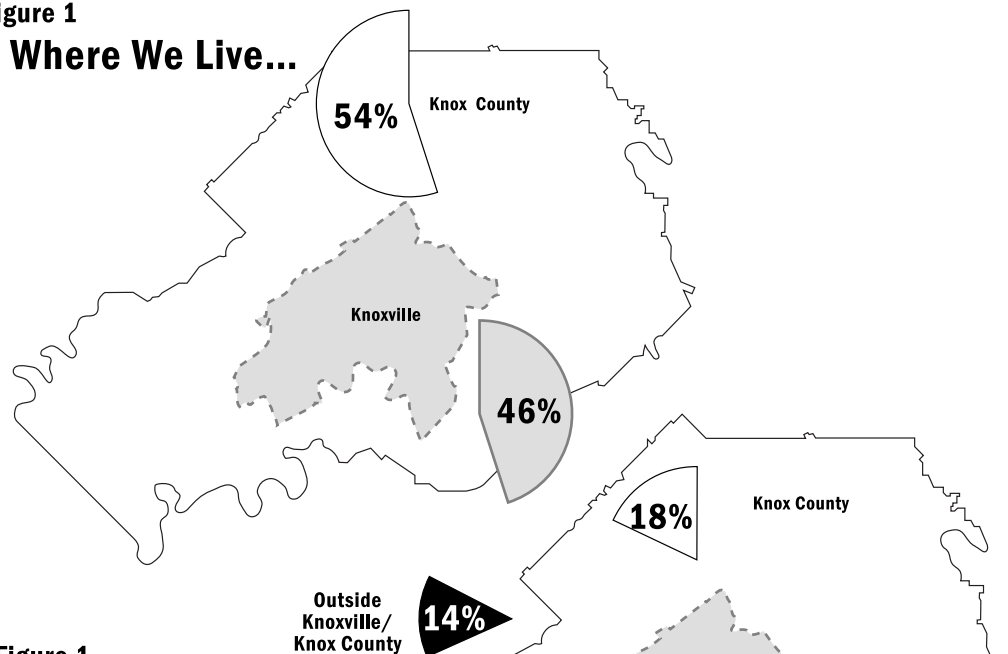 igure 1
Where We Live...
54%
Knox County
Knoxville
46%
Knox County
18%
Outside
Knoxville/
Knox County
14%
Figure 1